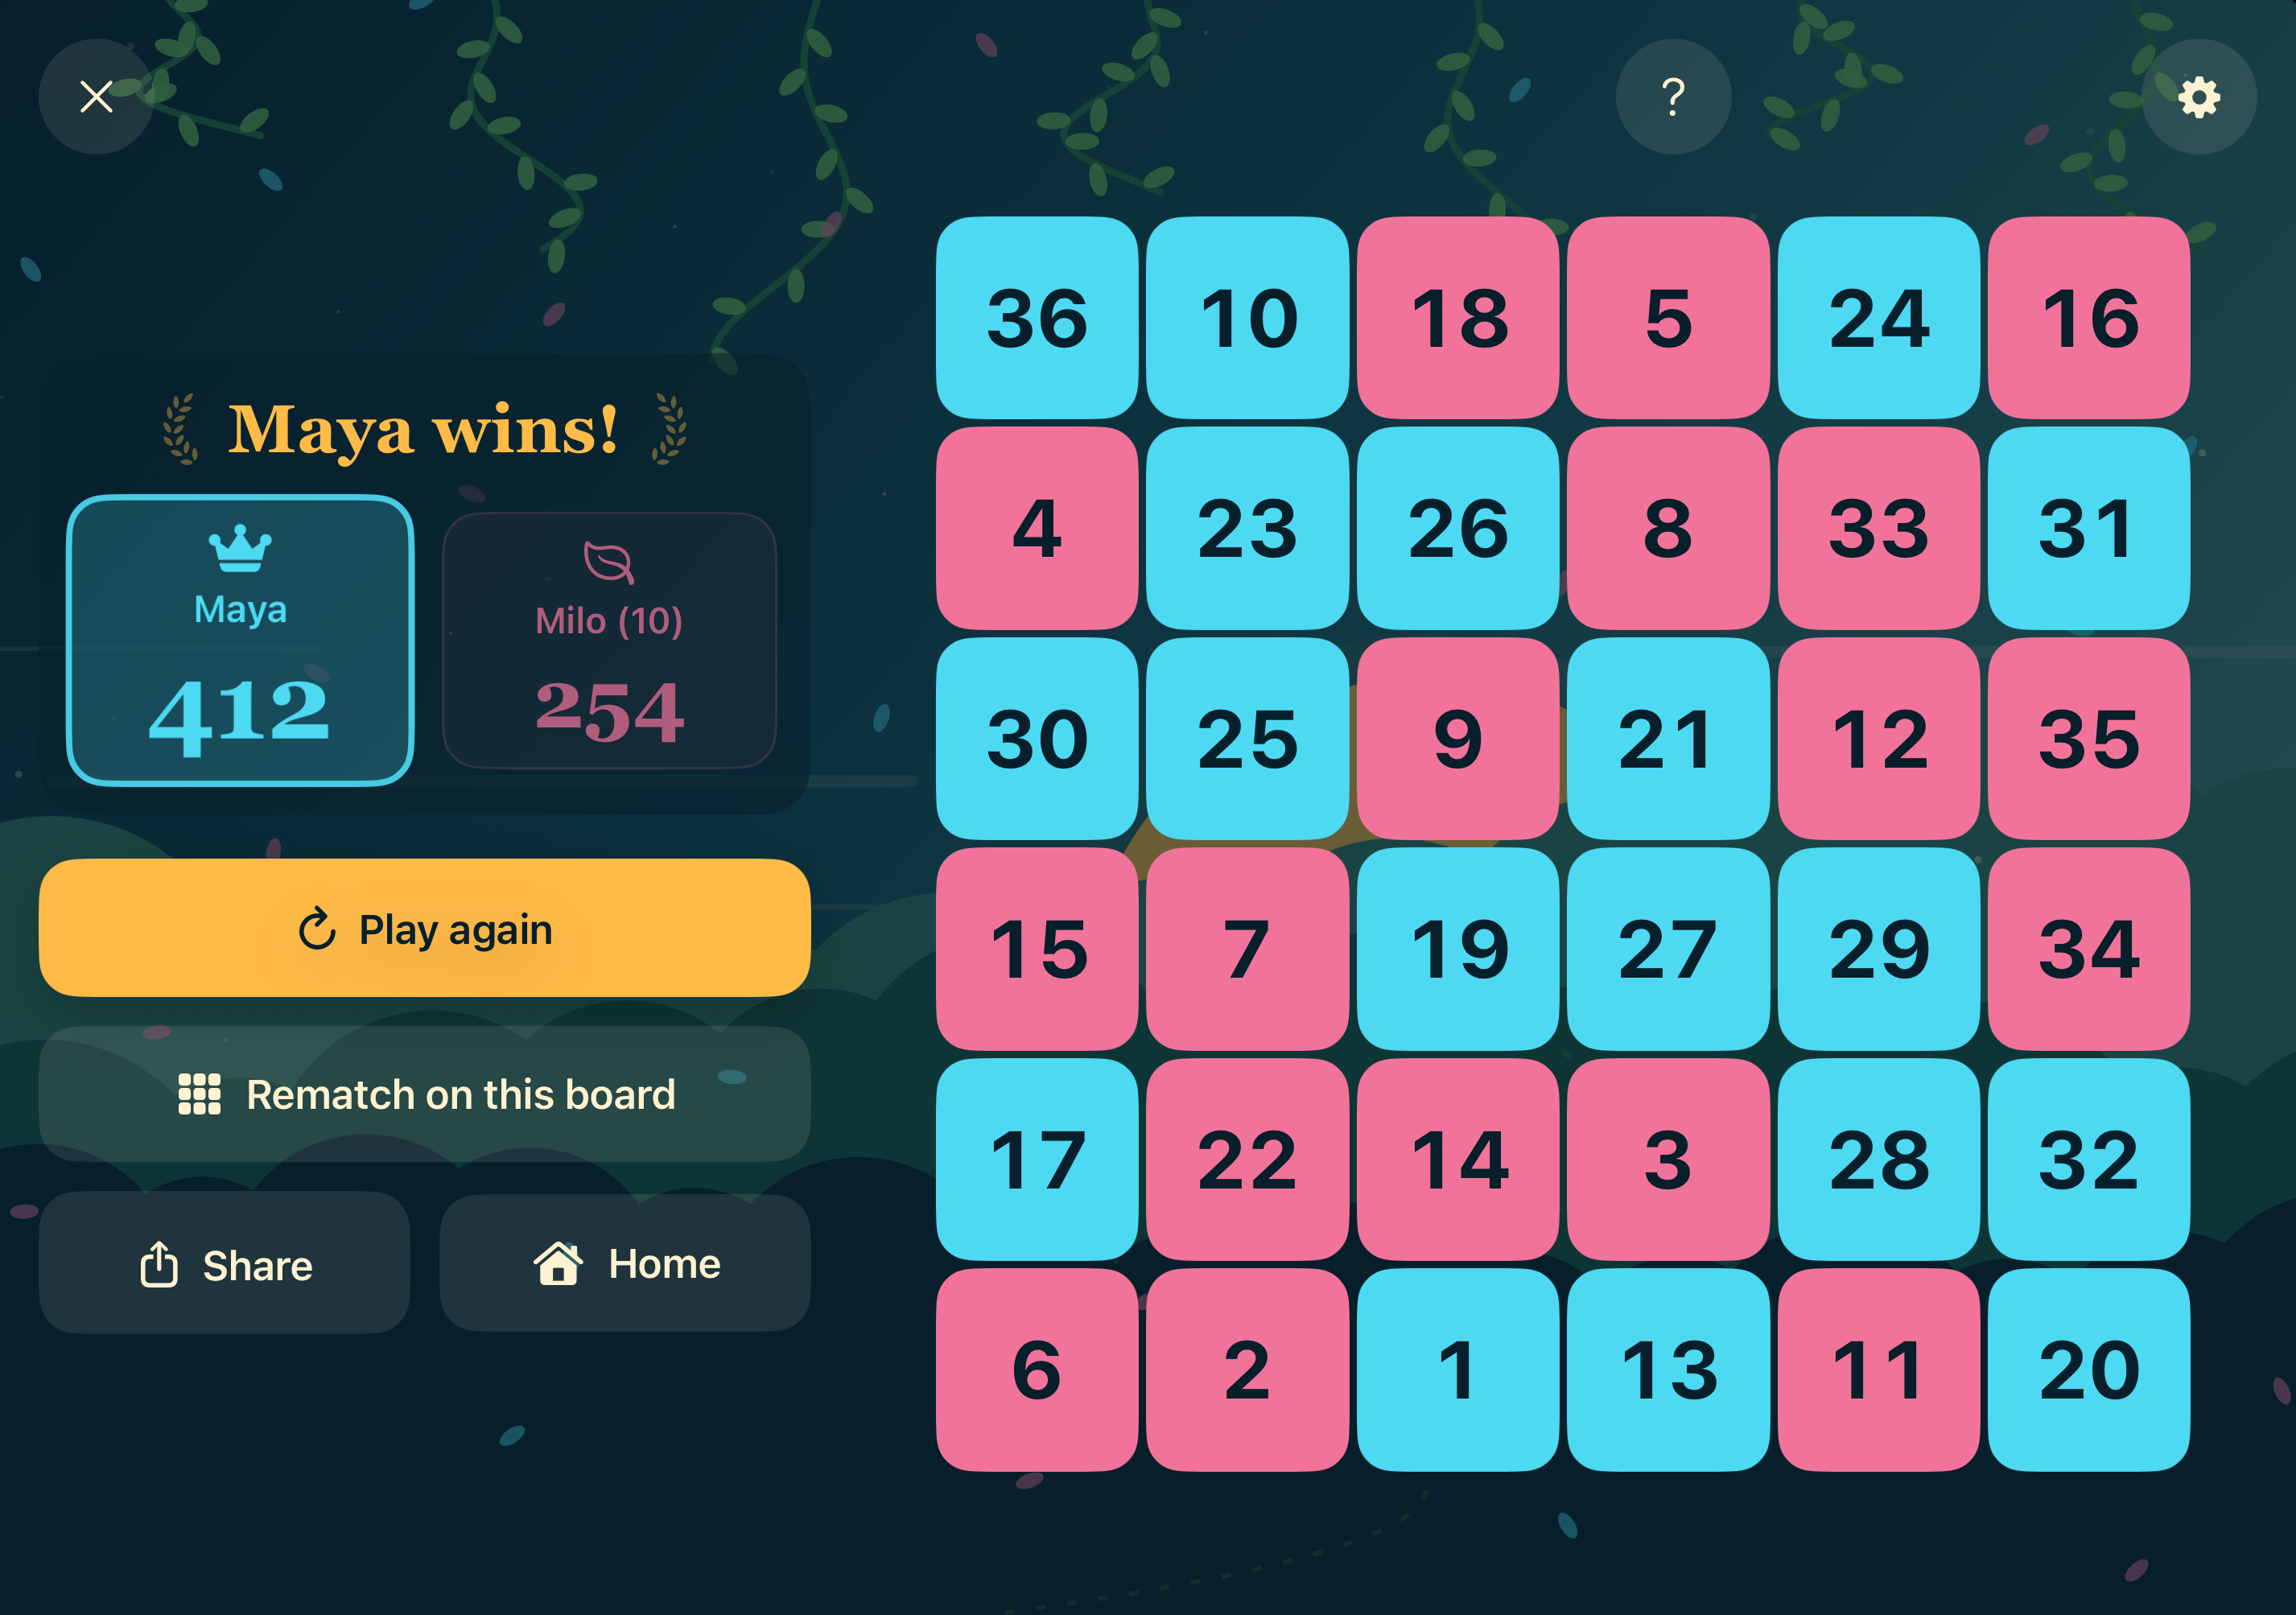 ?
Maya wins!
Maya
412
Milo (10)
254
Play again
Rematch on this board
Share
Home
36 10 18 5 24 16
4 23 26 8 33 31
30 25 9 21 12 35
15 7 19 27 29 34
17 22 14 3 28 32
6 2 1 13 11 20